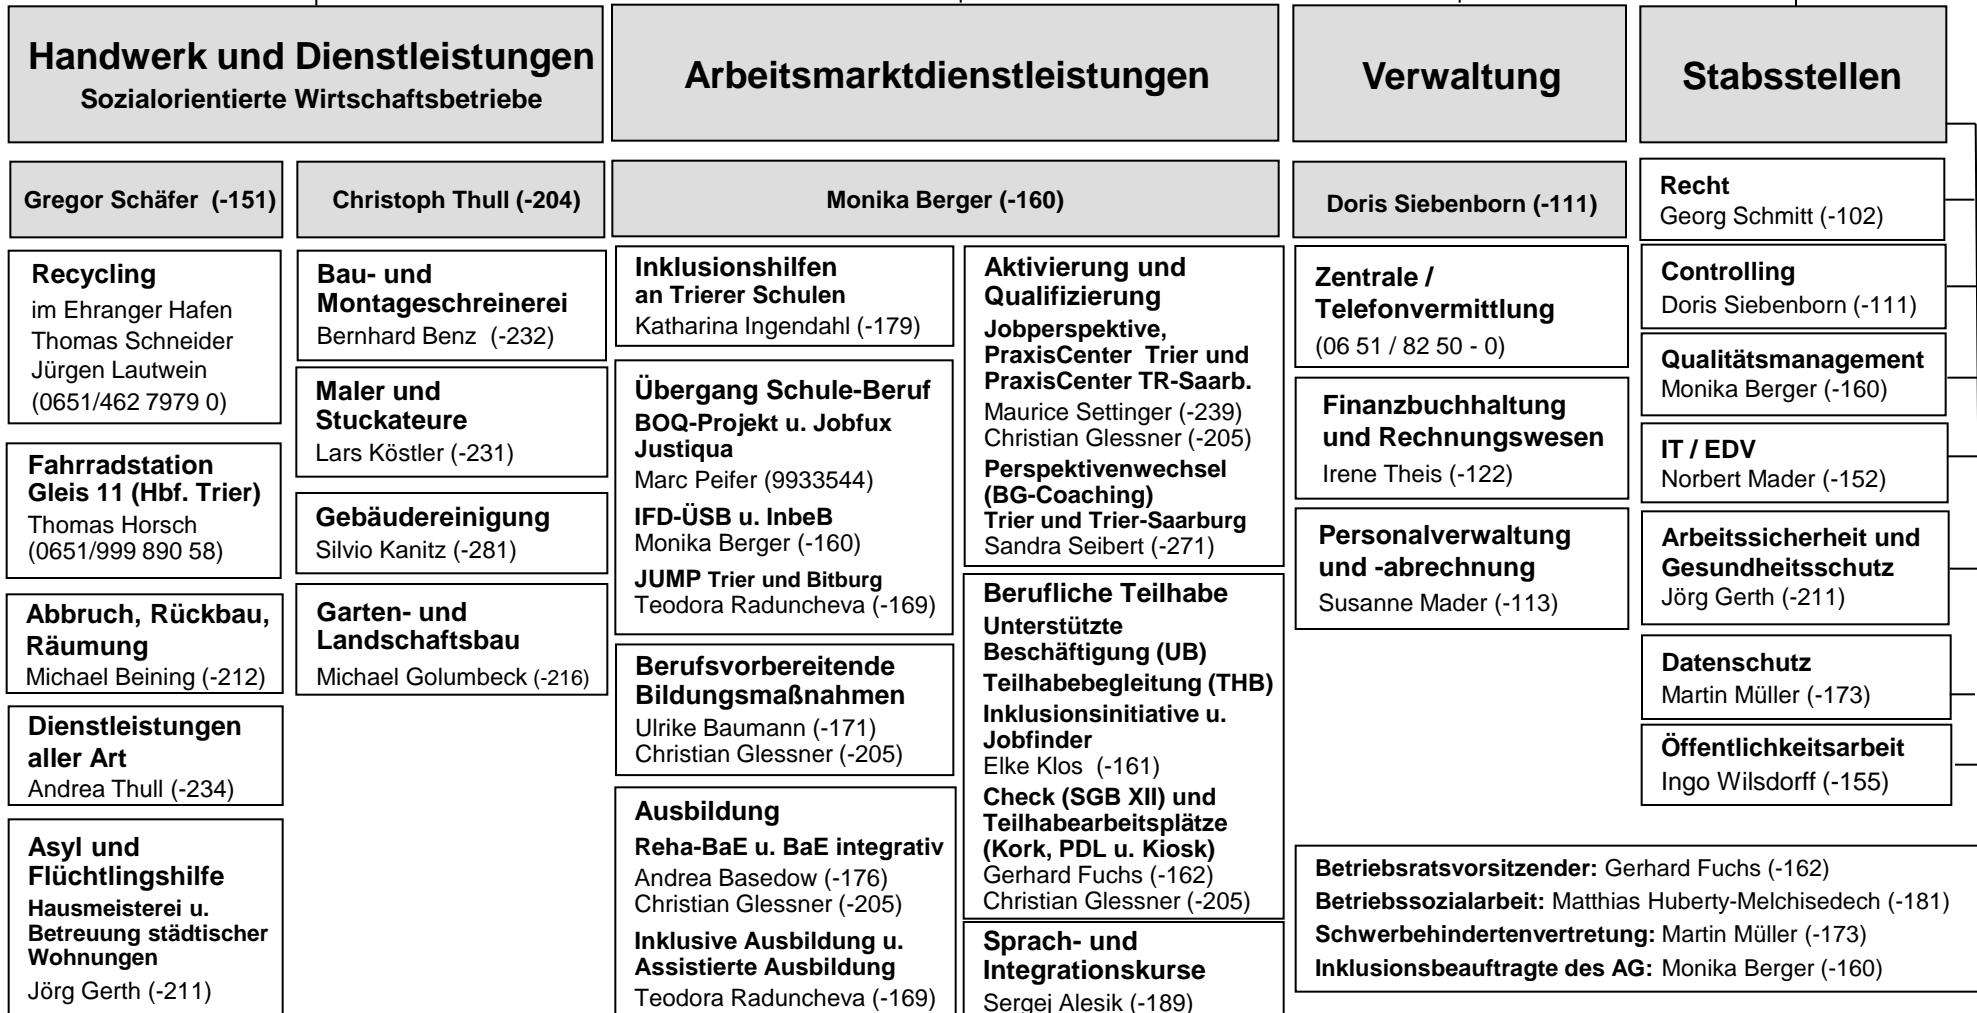 Handwerk und Dienstleistungen
Sozialorientierte Wirtschaftsbetriebe
Gregor Schäfer (-151)
Recycling
im Ehranger Hafen
Thomas Schneider
Jürgen Lautwein
(0651/462 7979 0)
Fahrradstation
Gleis 11 (Hbf. Trier)
Thomas Horsch
(0651/999 890 58)
Abbruch, Rückbau,
Räumung
Michael Beining (-212)
Dienstleistungen
aller Art
Andrea Thull (-234)
Asyl und
Flüchtlingshilfe
Hausmeisterei u.
Betreuung städtischer
Wohnungen
Jörg Gerth (-211)
Christoph Thull (-204)
Bau- und
Montageschreinerei
Bernhard Benz (-232)
Maler und
Stuckateure
Lars Köstler (-231)
Gebäudereinigung
Silvio Kanitz (-281)
Garten- und
Landschaftsbau
Michael Golumbeck (-216)
Arbeitsmarktdienstleistungen
Monika Berger (-160)
Inklusionshilfen
an Trierer Schulen
Katharina Ingendahl (-179)
Übergang Schule-Beruf
BOQ-Projekt u. Jobfux
Justiqua
Marc Peifer (9933544)
IFD-ÜSB u. InbeB
Monika Berger (-160)
JUMP Trier und Bitburg
Teodora Raduncheva (-169)
Berufsvorbereitende
Bildungsmaßnahmen
Ulrike Baumann (-171)
Christian Glessner (-205)
Ausbildung
Reha-BaE u. BaE integrativ
Andrea Basedow (-176)
Christian Glessner (-205)
Inklusive Ausbildung u.
Assistierte Ausbildung
Teodora Raduncheva (-169)
Aktivierung und
Qualifizierung
Jobperspektive,
PraxisCenter Trier und
PraxisCenter TR-Saarb.
Maurice Settinger (-239)
Christian Glessner (-205)
Perspektivenwechsel
(BG-Coaching)
Trier und Trier-Saarburg
Sandra Seibert (-271)
Berufliche Teilhabe
Unterstützte
Beschäftigung (UB)
Teilhabebegleitung (THB)
Inklusionsinitiative u.
Jobfinder
Elke Klos (-161)
Check (SGB XII) und
Teilhabearbeitsplätze
(Kork, PDL u. Kiosk)
Gerhard Fuchs (-162)
Christian Glessner (-205)
Sprach- und
Integrationskurse
Sergej Alesik (-189)
Verwaltung
Doris Siebenborn (-111)
Zentrale /
Telefonvermittlung
(06 51 / 82 50 - 0)
Finanzbuchhaltung
und Rechnungswesen
Irene Theis (-122)
Personalverwaltung
und -abrechnung
Susanne Mader (-113)
Stabsstellen
Recht
Georg Schmitt (-102)
Controlling
Doris Siebenborn (-111)
Qualitätsmanagement
Monika Berger (-160)
IT / EDV
Norbert Mader (-152)
Arbeitssicherheit und
Gesundheitsschutz
Jörg Gerth (-211)
Datenschutz
Martin Müller (-173)
Öffentlichkeitsarbeit
Ingo Wilsdorff (-155)
Betriebsratsvorsitzender: Gerhard Fuchs (-162)
Betriebssozialarbeit: Matthias Huberty-Melchisedech (-181)
Schwerbehindertenvertretung: Martin Müller (-173)
Inklusionsbeauftragte des AG: Monika Berger (-160)